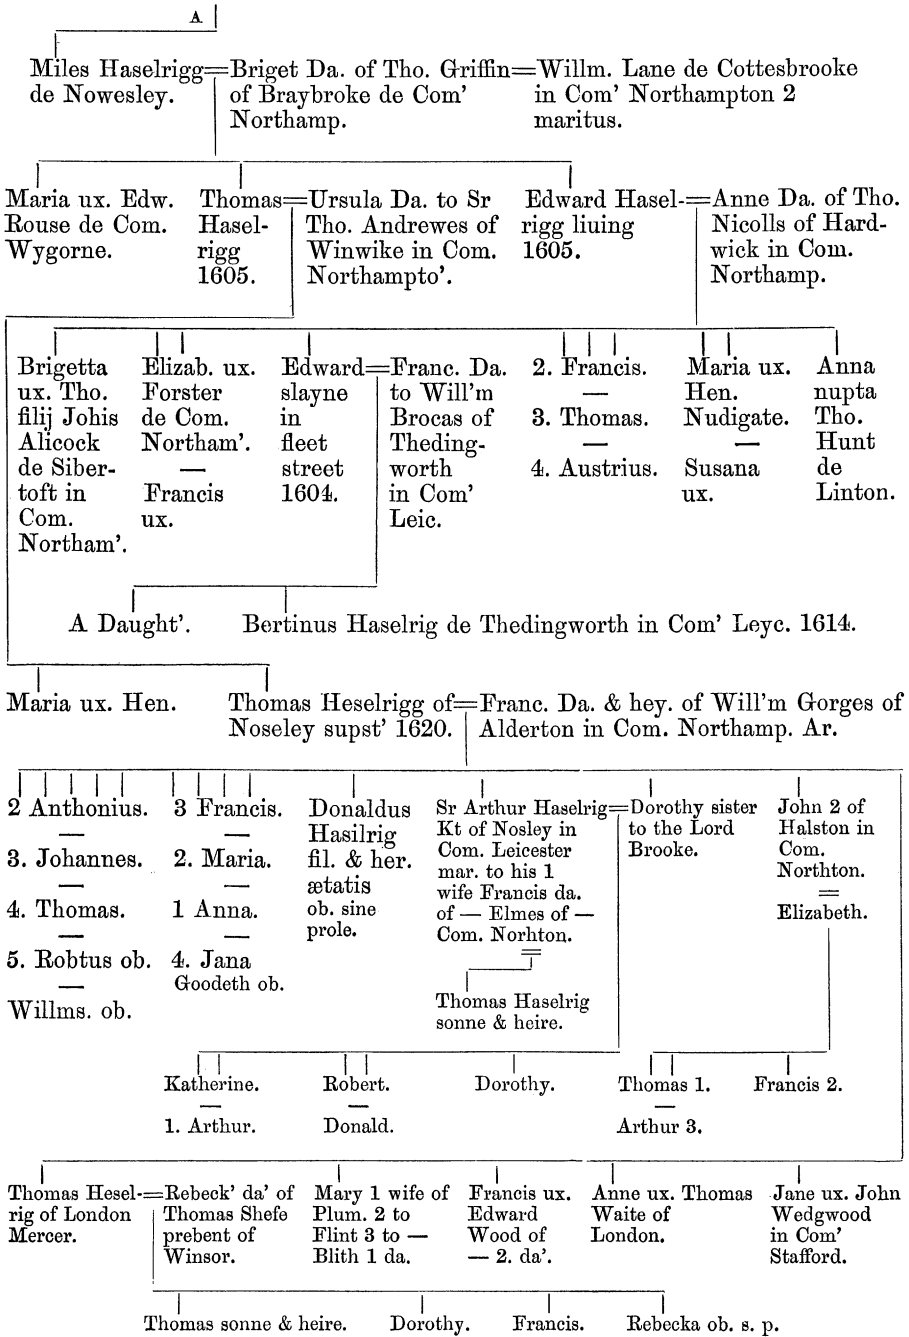 A
Miles Haselrigg=Briget Da. of Tho. Griffin=Willm. Lane de Cottesbrooke
de Nowesley.
of Braybroke de Com'
Northamp.
in Com' Northampton 2
maritus.
Maria ux. Edw.
Rouse de Com.
Wygorne.
Thomas=
Hasel-
rigg
1605.
Ursula Da. to Sr
Tho. Andrewes of
Winwike in Com.
Northampto'.
Edward Hasel-=
rigg liuing
1605.
Anne Da. of Tho.
Nicolls of Hard-
wick in Com.
Northamp.
Brigetta
ux. Tho.
filij Johis
Alicock
de Siber-
toft in
Com.
Northam'.
Elizab. ux.
Forster
de Com.
Northam'.
—
Francis
ux.
Edward=
slayne
in
fleet
street
1604.
Franc. Da.
to Will'm
Brocas of
Theding-
worth
in Com'
Leic.
2. Francis.
—
3. Thomas.
—
4. Austrius.
Maria ux.
Hen.
Nudigate.
—
Susana
ux.
Anna
nupta
Tho.
Hunt
de
Linton.
A Daught'.
Bertinus Haselrig de Thedingworth in Com' Leyc. 1614.
Maria ux. Hen.
Thomas Heselrigg of=
Noseley supst' 1620.
Franc. Da. & hey. of Will'm Gorges of
Alderton in Com. Northamp. Ar.
2 Anthonius.
—
3. Johannes.
—
4. Thomas.
—
5. Robtus ob.
—
Willms. ob.
3 Francis.
—
2. Maria.
—
1 Anna.
—
4. Jana
Goodeth ob.
Donaldus
Hasilrig
fil. & her.
ætatis
ob. sine
prole.
Sr Arthur Haselrig=
Kt of Nosley in
Com. Leicester
mar. to his 1
wife Francis da.
of — Elmes of —
Com. Norhton.
=
Thomas Haselrig
sonne & heire.
Dorothy sister
to the Lord
Brooke.
John 2 of
Halston in
Com.
Northton.
=
Elizabeth.
Katherine.
—
1. Arthur.
Robert.
—
Donald.
Dorothy.
Thomas 1.
—
Arthur 3.
Francis 2.
Thomas Hesel-=
rig of London
Mercer.
Rebeck' da' of
Thomas Shefe
prebent of
Winsor.
Mary 1 wife of
Plum. 2 to
Flint 3 to —
Blith 1 da.
Francis ux.
Edward
Wood of
— 2. da'.
Anne ux. Thomas
Waite of
London.
Jane ux. John
Wedgwood
in Com'
Stafford.
Thomas sonne & heire.
Dorothy.
Francis.
Rebecka ob. s. p.